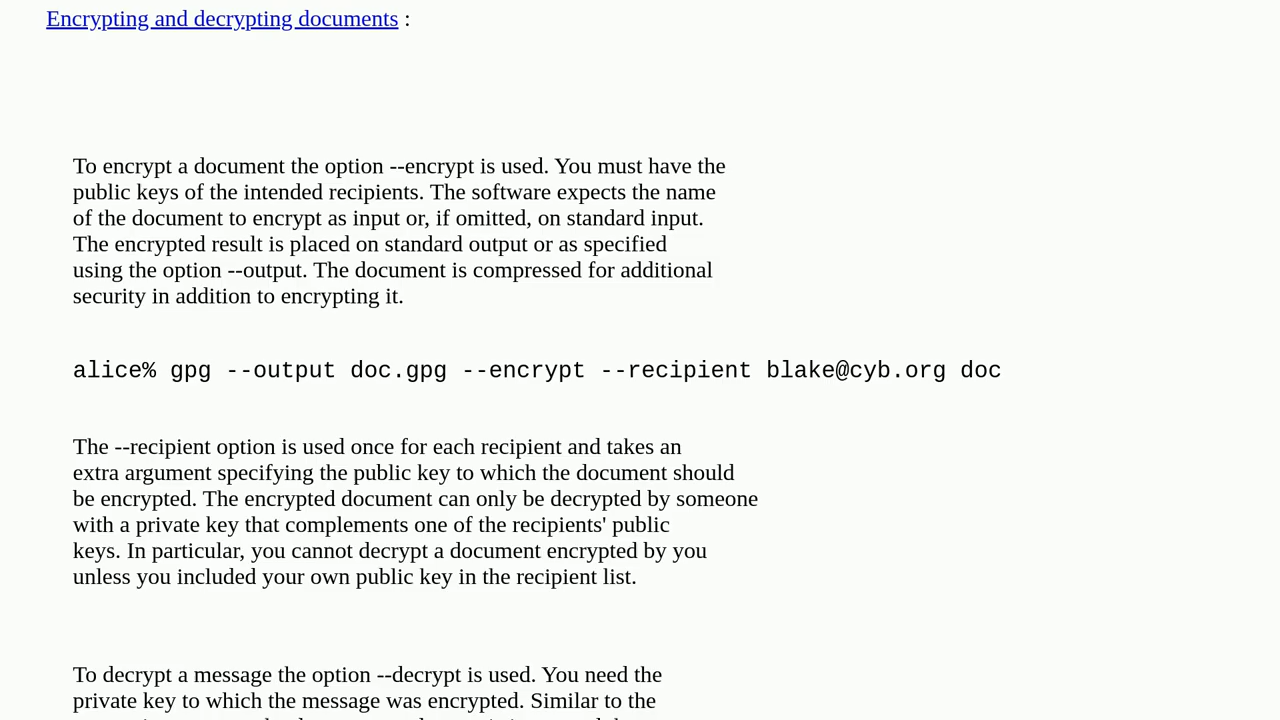 Encrypting and decrypting documents :
To encrypt a document the option --encrypt is used. You must have the
public keys of the intended recipients. The software expects the name
of the document to encrypt as input or, if omitted, on standard input.
The encrypted result is placed on standard output or as specified
using the option --output. The document is compressed for additional
security in addition to encrypting it.
alice% gpg --output doc.gpg --encrypt --recipient blake@cyb.org doc
The --recipient option is used once for each recipient and takes an
extra argument specifying the public key to which the document should
be encrypted. The encrypted document can only be decrypted by someone
with a private key that complements one of the recipients' public
keys. In particular, you cannot decrypt a document encrypted by you
unless you included your own public key in the recipient list.
To decrypt a message the option --decrypt is used. You need the
private key to which the message was encrypted. Similar to the